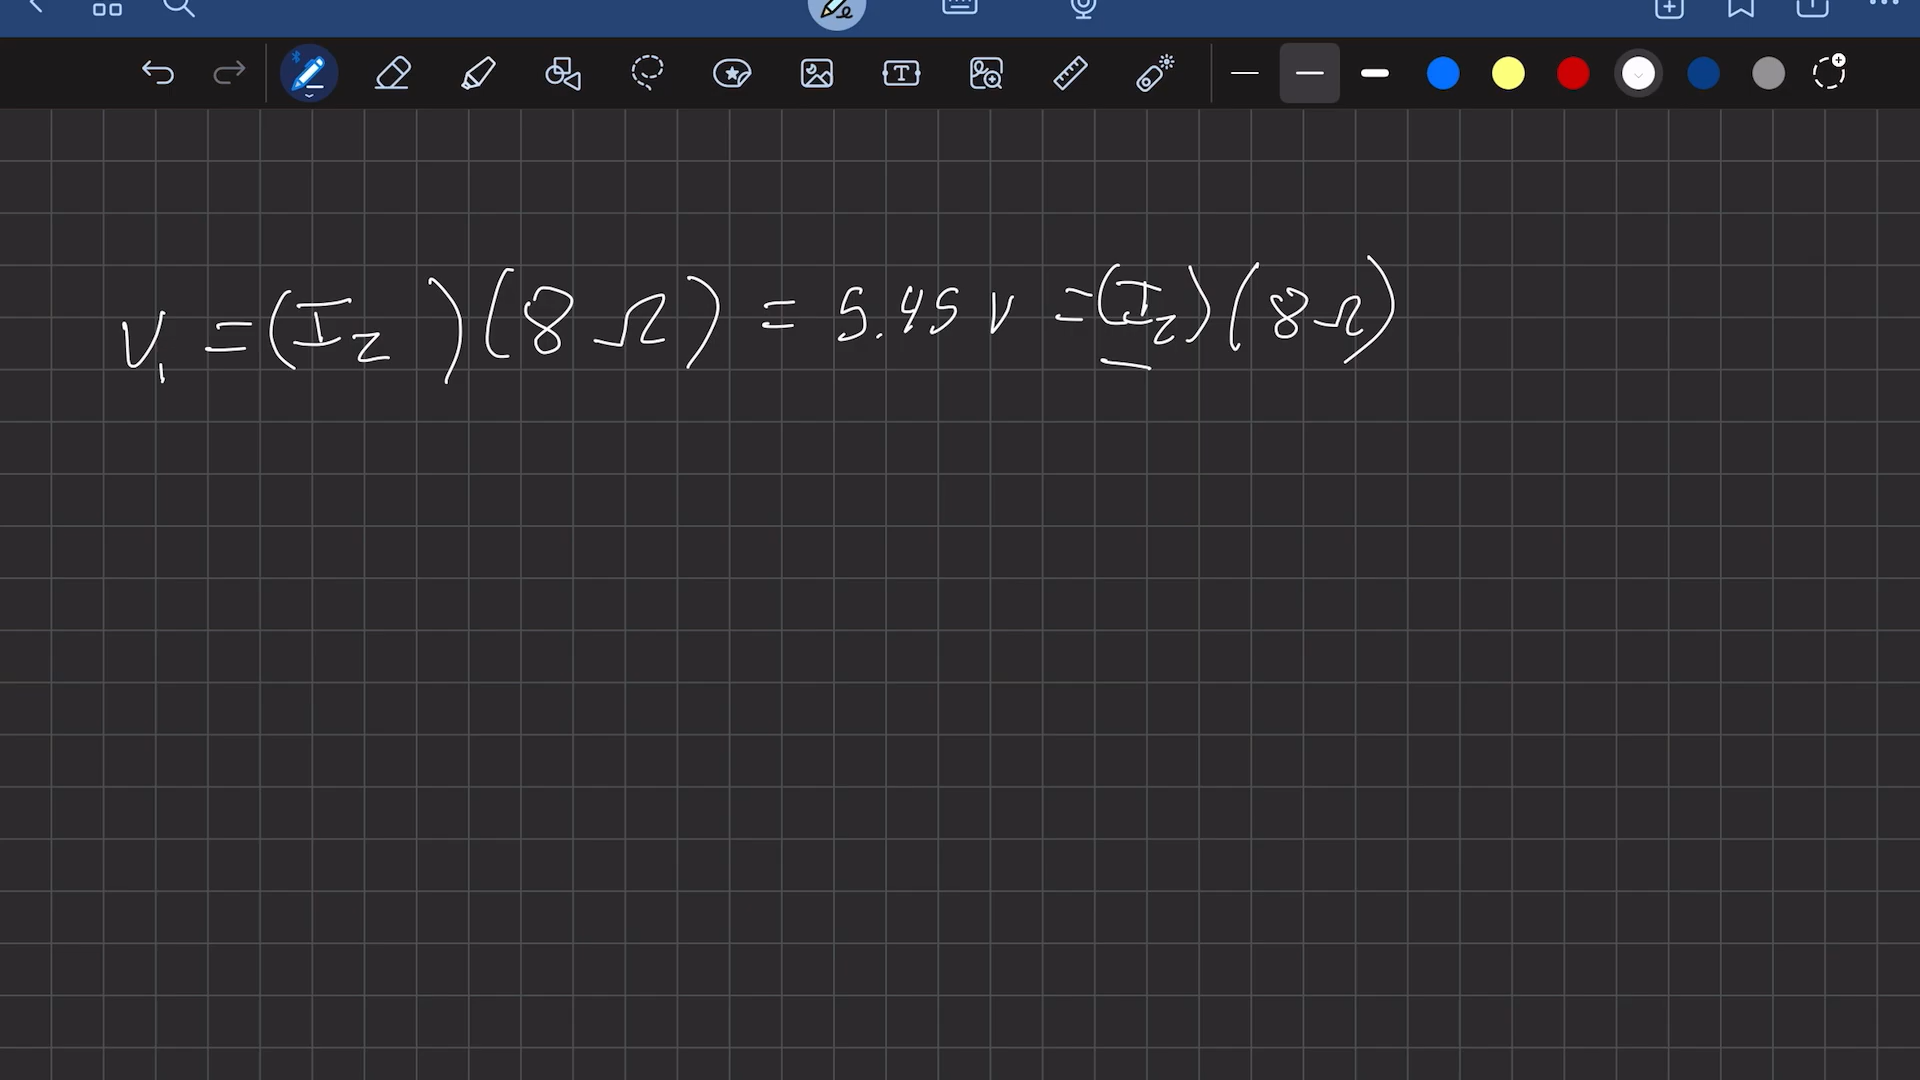 V₁ = (I₂)(8 Ω) = 5.45 V = (I₂)(8 Ω)